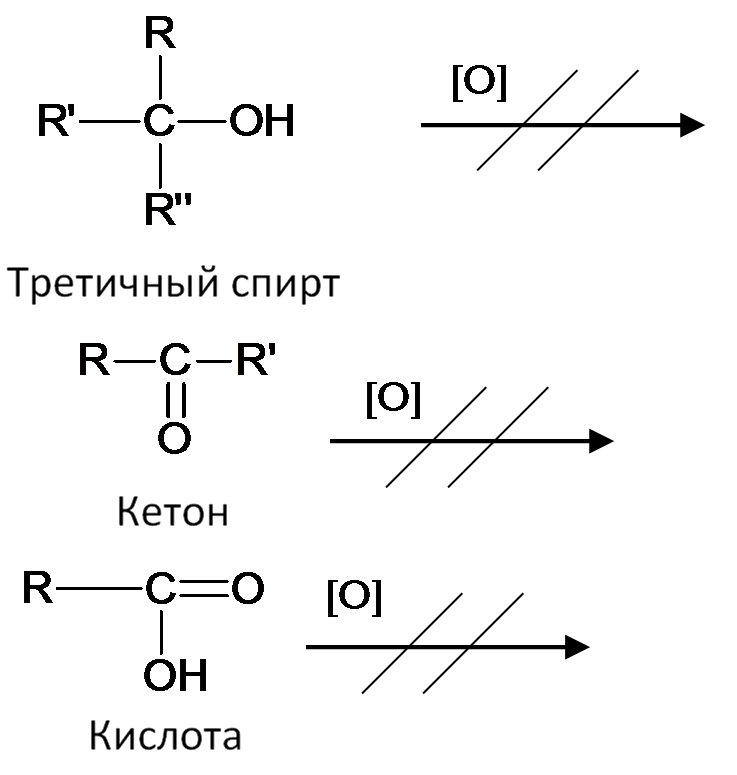 R
[O]
R' C OH
R"
Третичный спирт
R C R'
[O]
O
Кетон
R C O
[O]
OH
Кислота